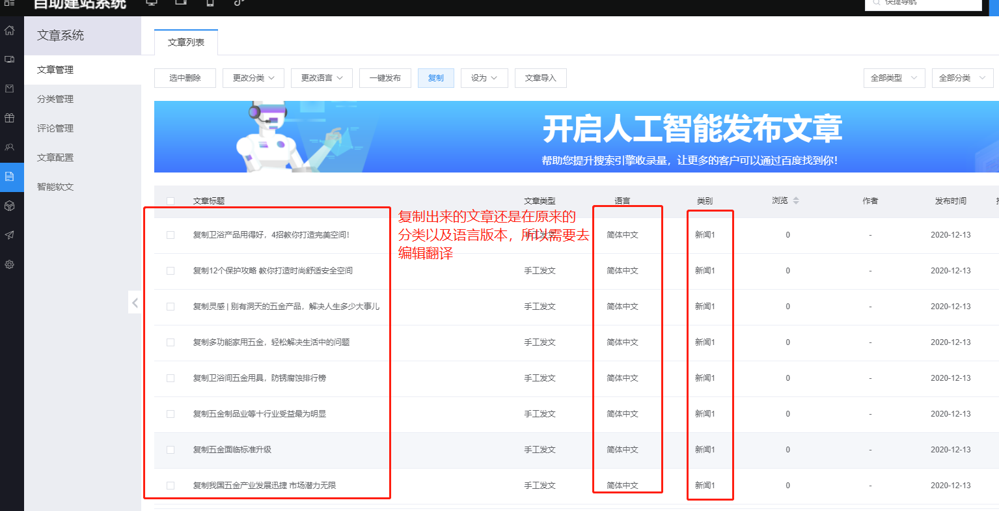 自助建站系统
快捷导航
文章系统
文章管理
分类管理
评论管理
文章配置
智能软文
文章列表
选中删除 更改分类 更改语言 一键发布 复制 设为 文章导入 全部类型 全部分类
开启人工智能发布文章
帮助您提升搜索引擎收录量，让更多的客户可以通过百度找到你！
文章标题 文章类型 语言 类别 浏览 作者 发布时间
复制出来的文章还是在原来的
分类以及语言版本，所以需要去
编辑翻译
复制卫浴产品用得好，4招教你打造完美空间！ 手工发文 简体中文 新闻1 0 - 2020-12-13
复制12个保护攻略 教你打造时尚舒适安全空间 手工发文 简体中文 新闻1 0 - 2020-12-13
复制灵感 | 别有洞天的五金产品，解决人生多少大事儿 手工发文 简体中文 新闻1 0 - 2020-12-13
复制多功能家用五金，轻松解决生活中的问题 手工发文 简体中文 新闻1 0 - 2020-12-13
复制卫浴间五金用具，防锈腐蚀排行榜 手工发文 简体中文 新闻1 0 - 2020-12-13
复制五金制品业等十行业受益最为明显 手工发文 简体中文 新闻1 0 - 2020-12-13
复制五金面临标准升级 手工发文 简体中文 新闻1 0 - 2020-12-13
复制我国五金产业发展迅捷 市场潜力无限 手工发文 简体中文 新闻1 0 - 2020-12-13